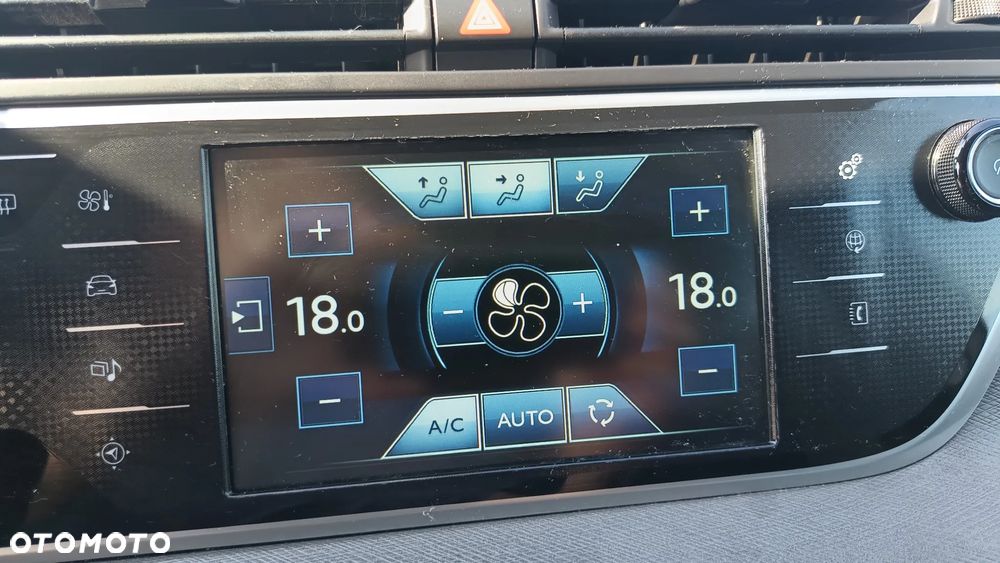 + +
18.0 − + 18.0
− −
A/C AUTO
OTOMOTO